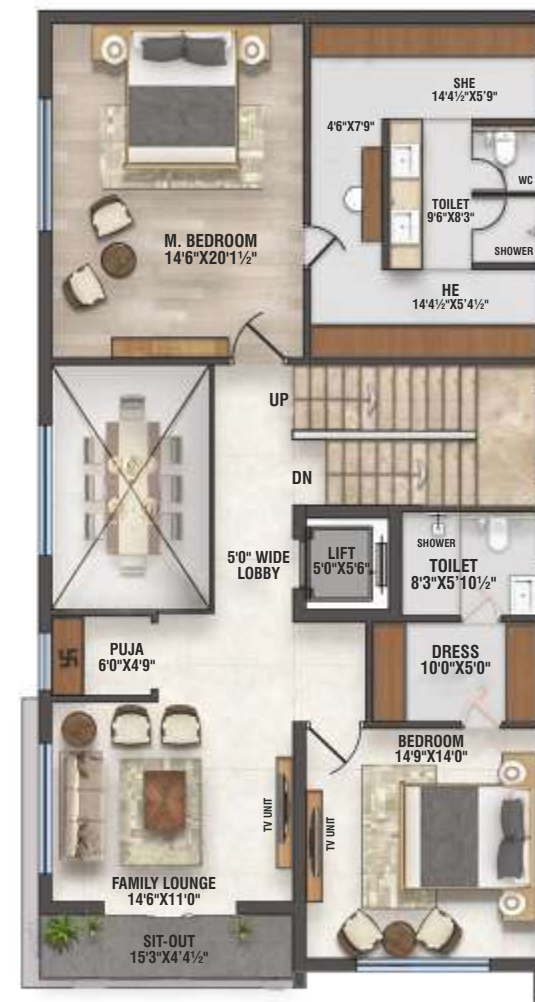 SHE
14'4½"X5'9"
4'6"X7'9"
WC
TOILET
9'6"X8'3"
SHOWER
M. BEDROOM
14'6"X20'1½"
HE
14'4½"X5'4½"
UP
DN
SHOWER
5'0" WIDE
LOBBY
LIFT
5'0"X5'6"
TOILET
8'3"X5'10½"
PUJA
6'0"X4'9"
DRESS
10'0"X5'0"
BEDROOM
14'9"X14'0"
TV UNIT
TV UNIT
FAMILY LOUNGE
14'6"X11'0"
SIT-OUT
15'3"X4'4½"